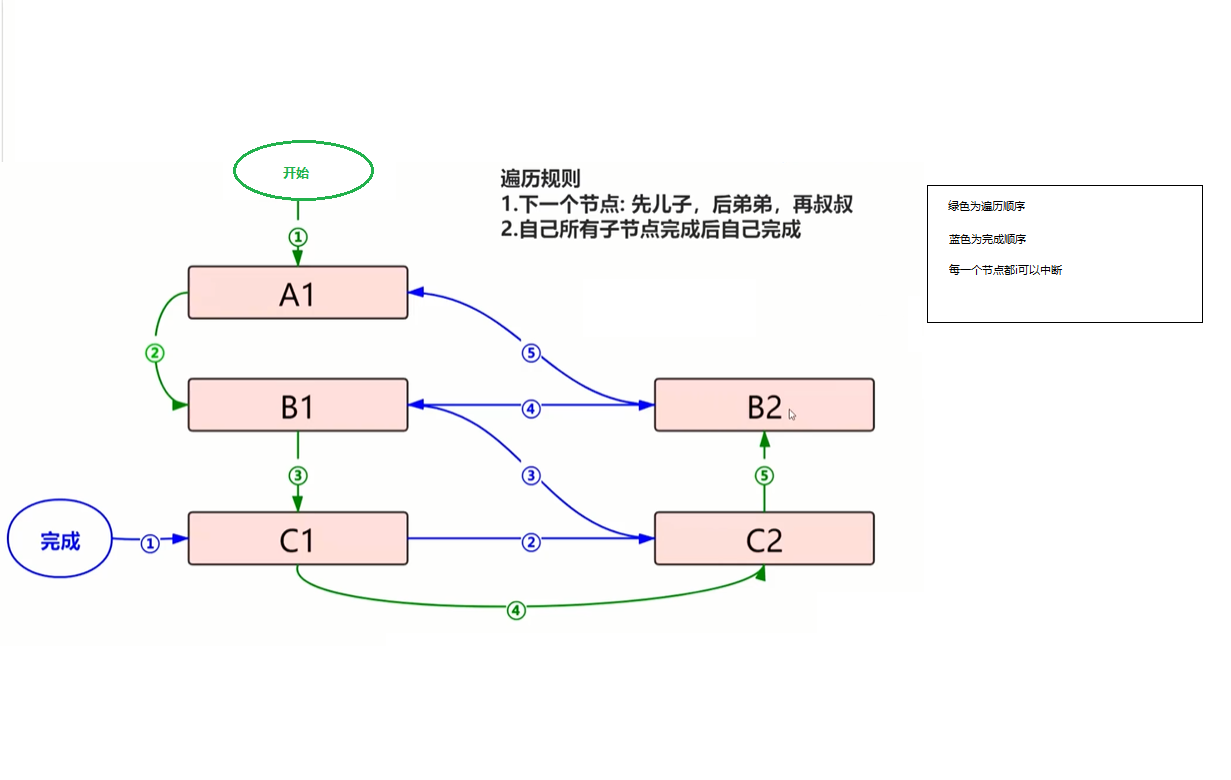 开始
遍历规则
1.下一个节点: 先儿子，后弟弟，再叔叔
2.自己所有子节点完成后自己完成
绿色为遍历顺序
蓝色为完成顺序
每一个节点都i可以中断
①
A1
②
⑤
B1
④
B2
③
③
⑤
完成
①
C1
②
C2
④